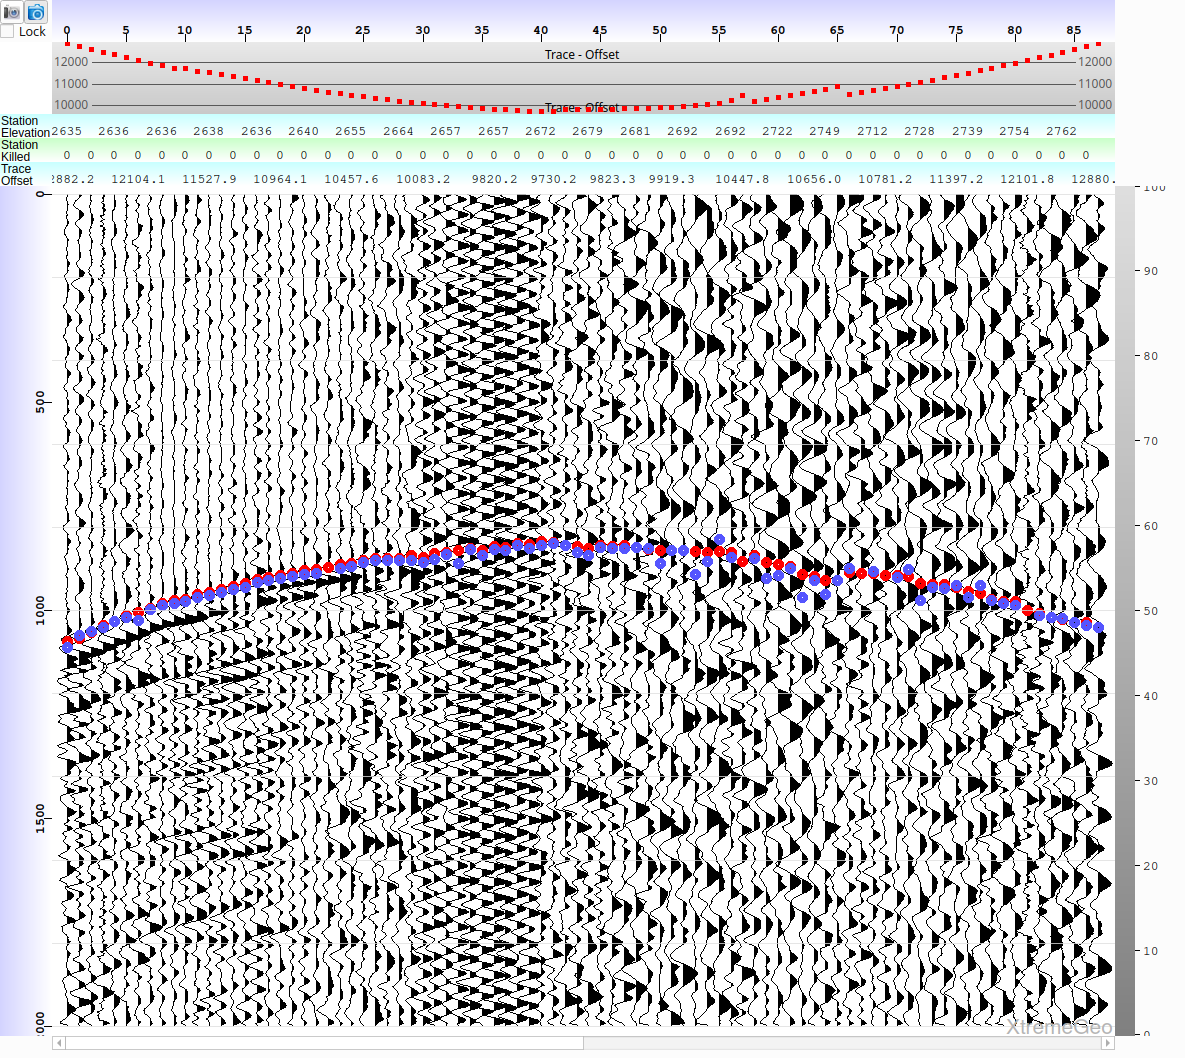 Lock
0 5 10 15 20 25 30 35 40 45 50 55 60 65 70 75 80 85
Trace - Offset
12000 12000
11000 11000
10000 10000
Trace - Offset
Station
Elevation 2635 2636 2636 2638 2636 2640 2655 2664 2657 2657 2672 2679 2681 2692 2692 2722 2749 2712 2728 2739 2754 2762
Station
Killed 0 0 0 0 0 0 0 0 0 0 0 0 0 0 0 0 0 0 0 0 0 0 0 0 0 0 0 0 0 0 0 0 0 0 0 0 0 0 0 0 0 0 0 0
Trace
Offset 2882.2 12104.1 11527.9 10964.1 10457.6 10083.2 9820.2 9730.2 9823.3 9919.3 10447.8 10656.0 10781.2 11397.2 12101.8 12880.
0
500
1000
1500
000
100
90
80
70
60
50
40
30
20
10
0
XtremeGeo